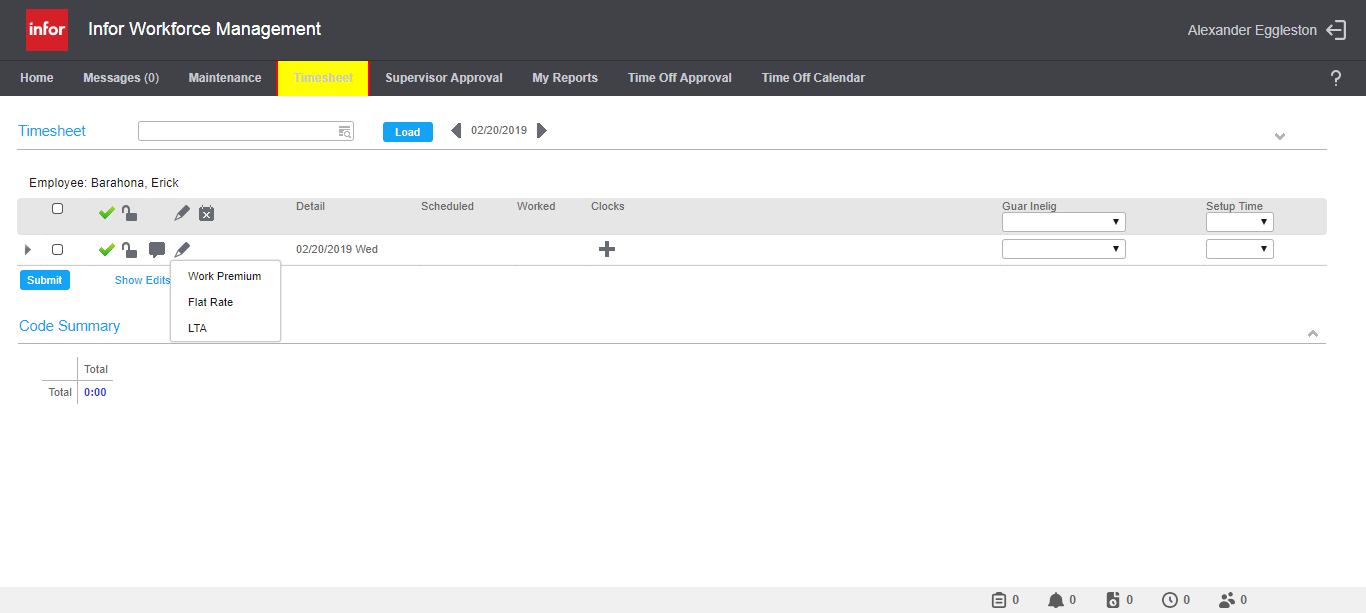 infor Infor Workforce Management Alexander Eggleston
Home Messages (0) Maintenance Timesheet Supervisor Approval My Reports Time Off Approval Time Off Calendar ?
Timesheet Load 02/20/2019
Employee: Barahona, Erick
Detail Scheduled Worked Clocks Guar Inelig Setup Time
02/20/2019 Wed
Submit Show Edits
Work Premium
Flat Rate
LTA
Code Summary
Total
Total 0:00
0 0 0 0 0